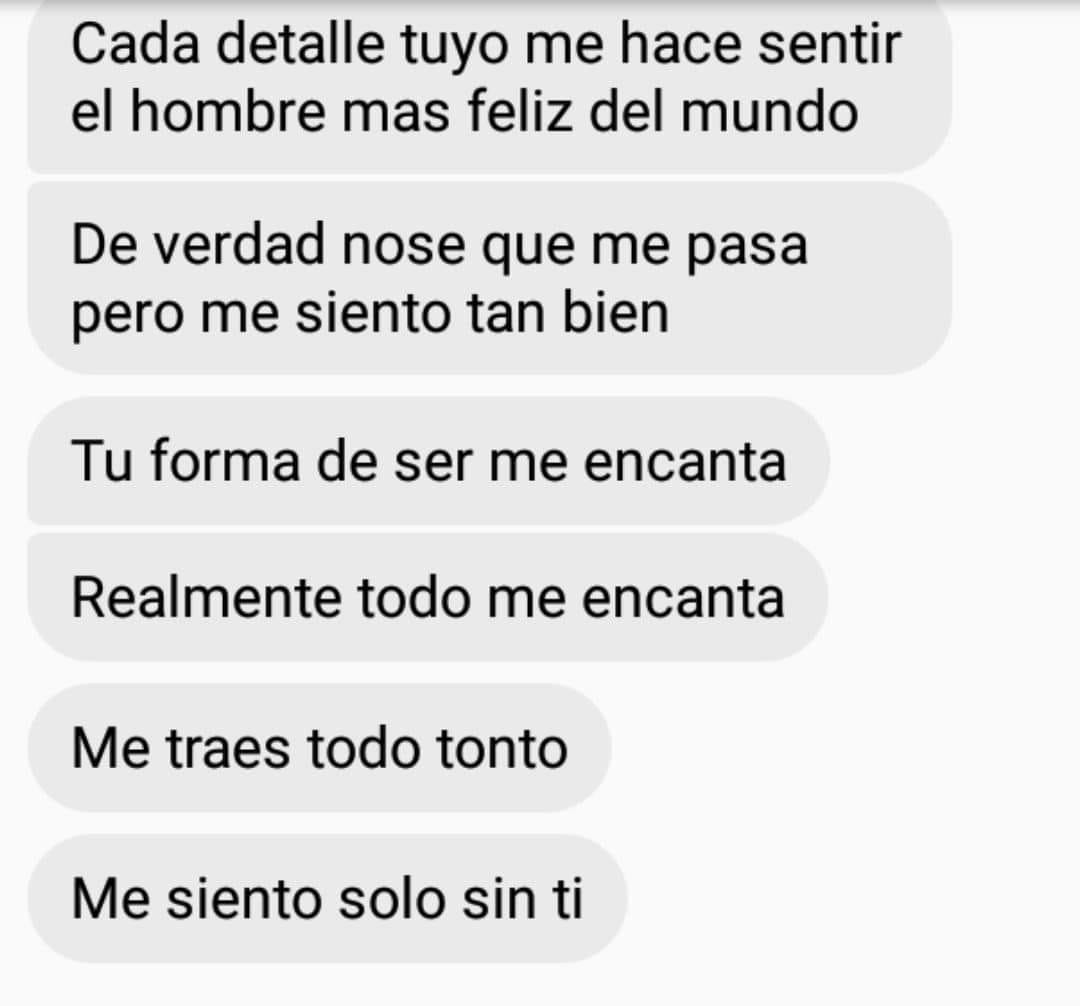 Cada detalle tuyo me hace sentir
el hombre mas feliz del mundo
De verdad nose que me pasa
pero me siento tan bien
Tu forma de ser me encanta
Realmente todo me encanta
Me traes todo tonto
Me siento solo sin ti